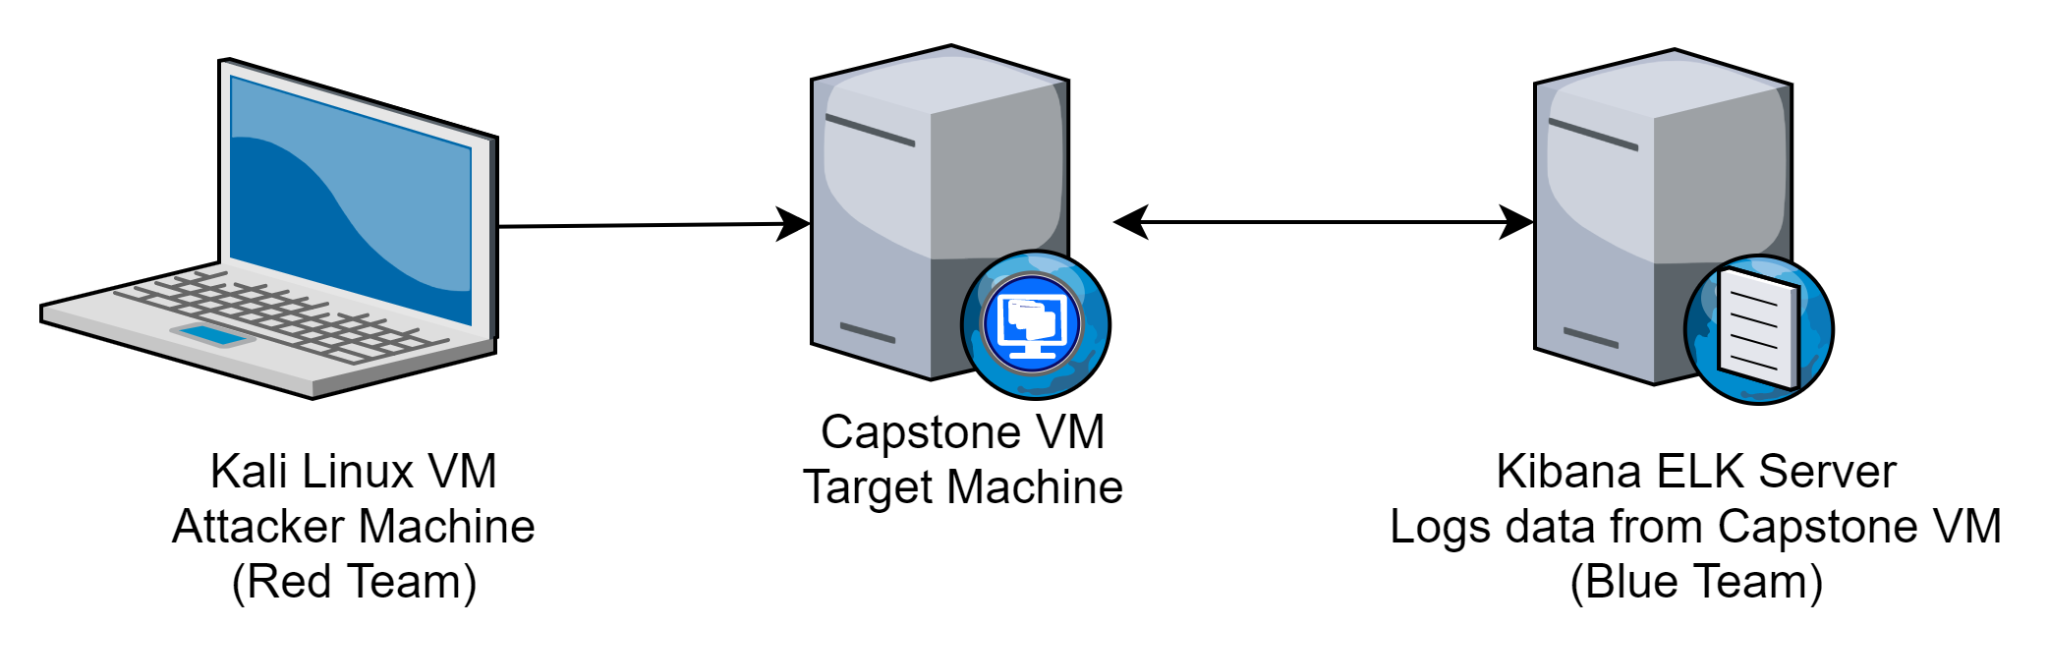 Kali Linux VM
Attacker Machine
(Red Team)
Capstone VM
Target Machine
Kibana ELK Server
Logs data from Capstone VM
(Blue Team)